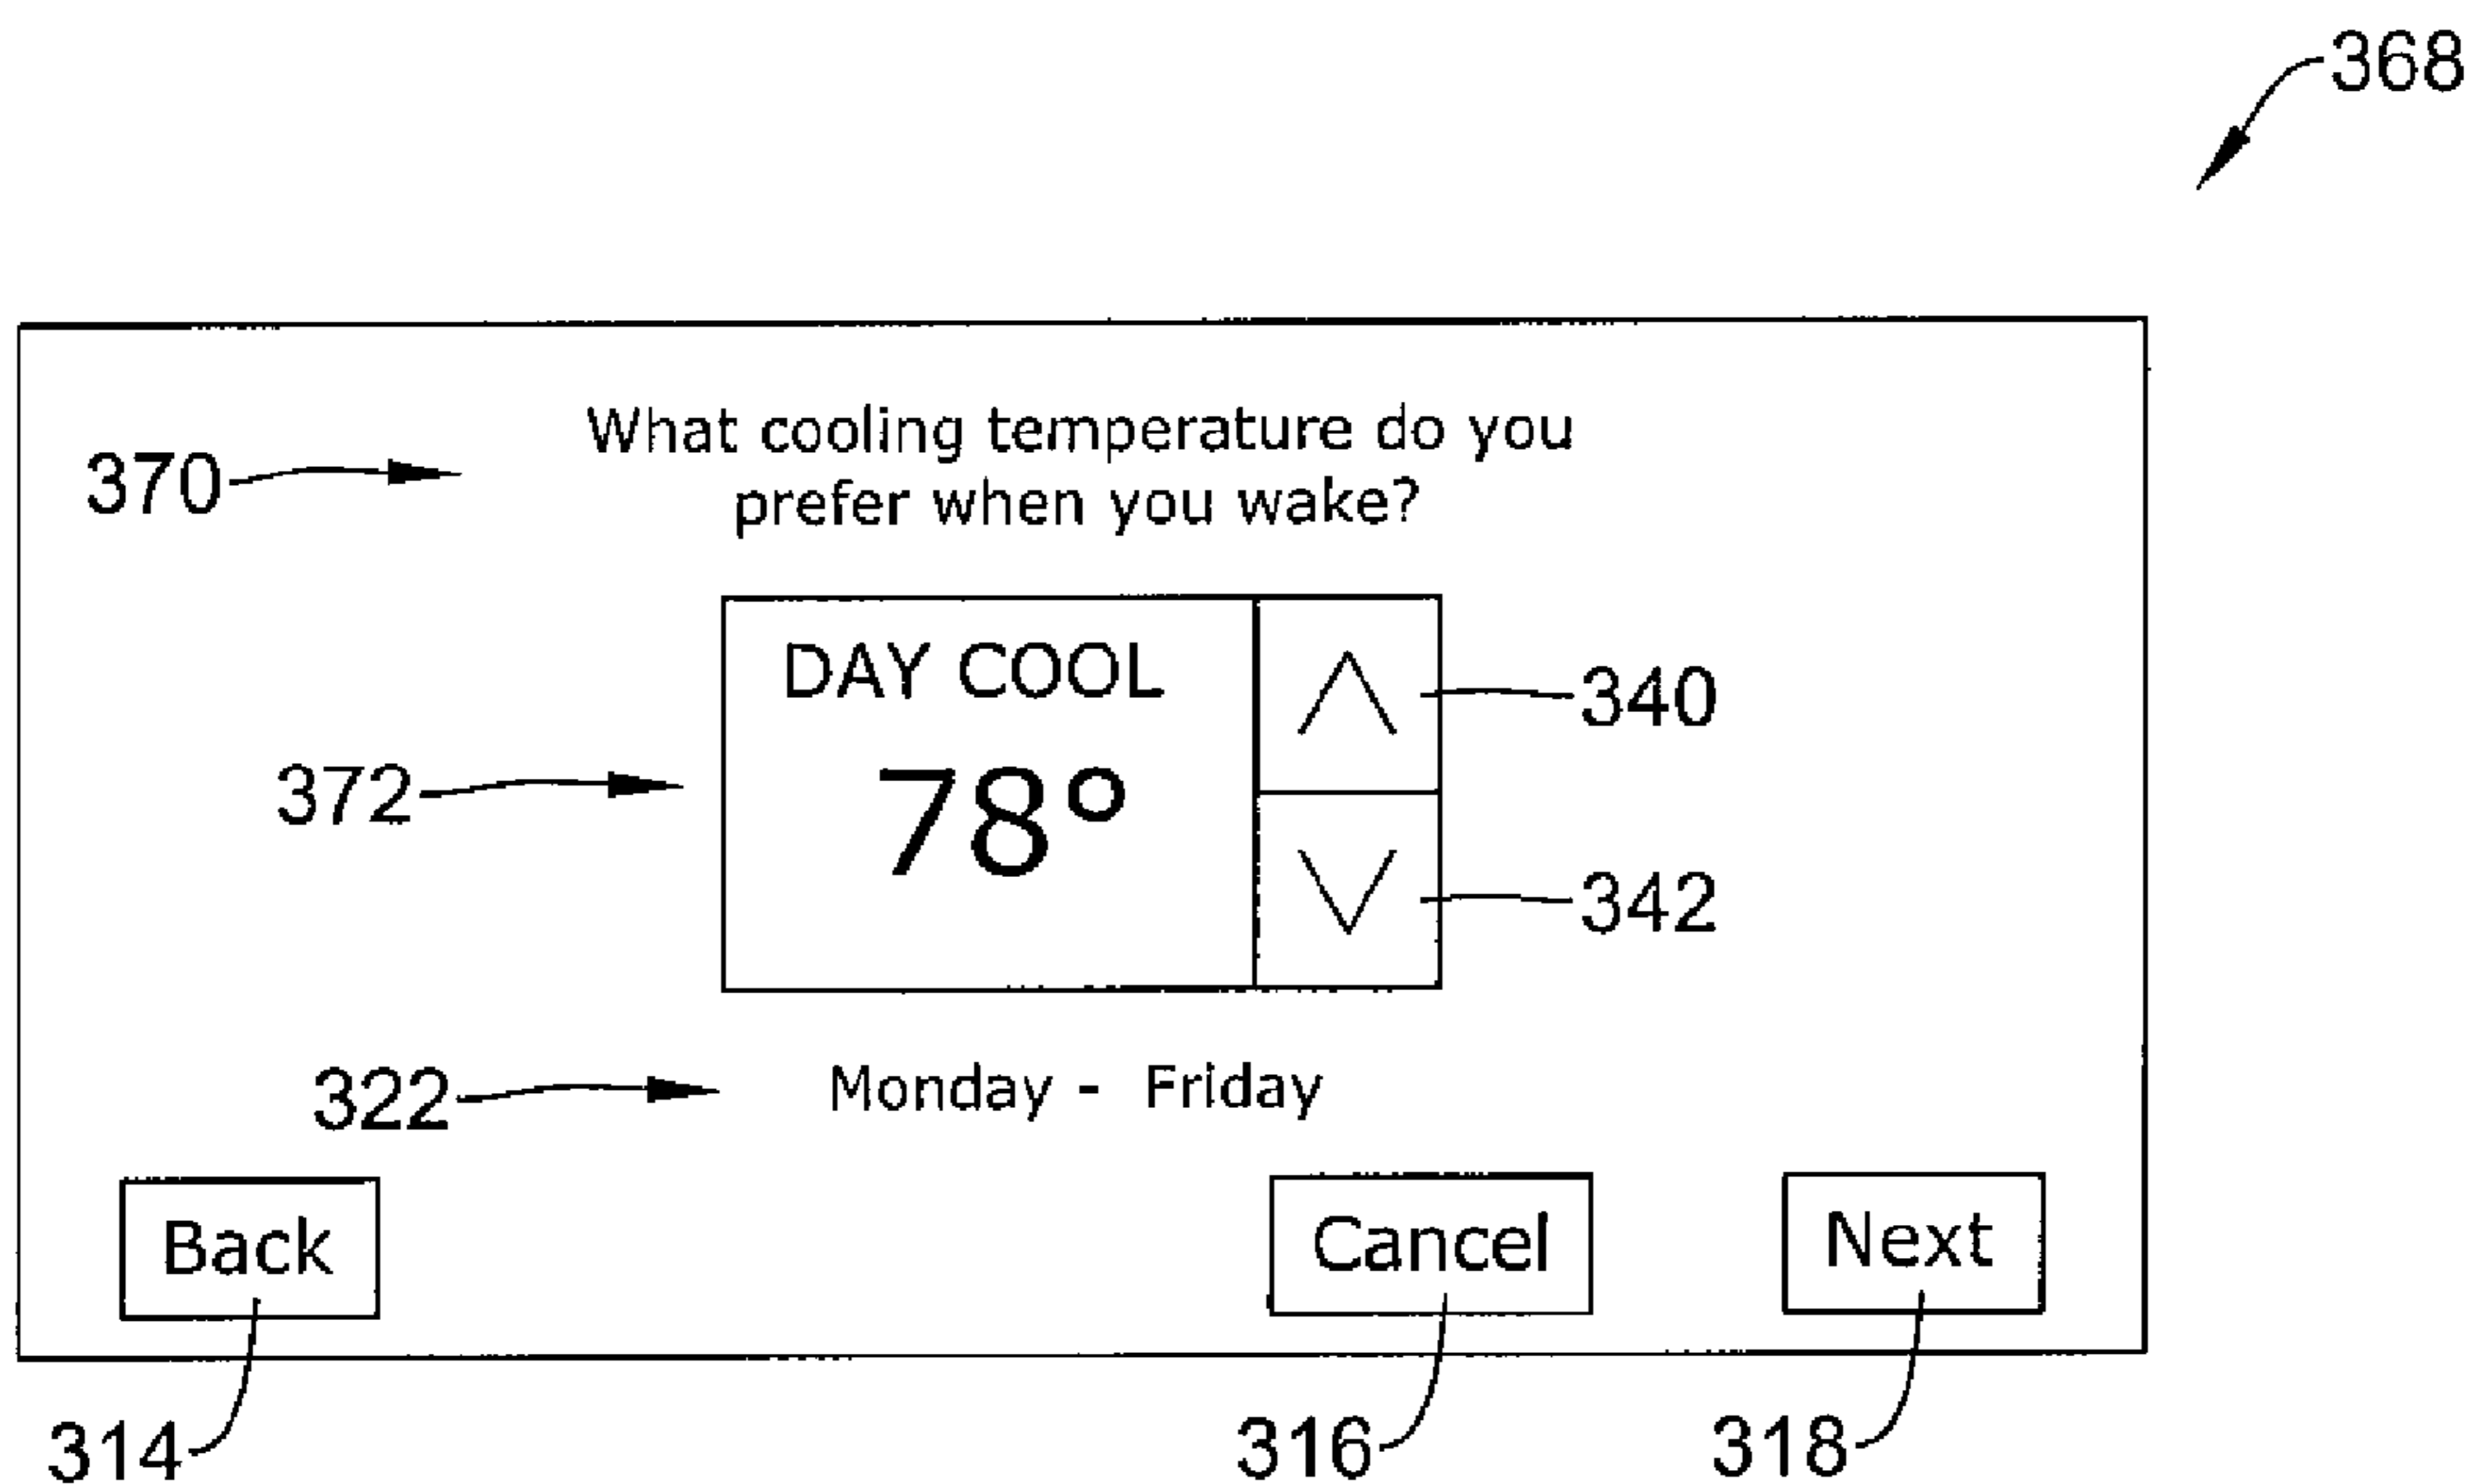 368
What cooling temperature do you
370
prefer when you wake?
DAY COOL
340
372
78°
342
322
Monday - Friday
Back
Cancel
Next
314
316
318